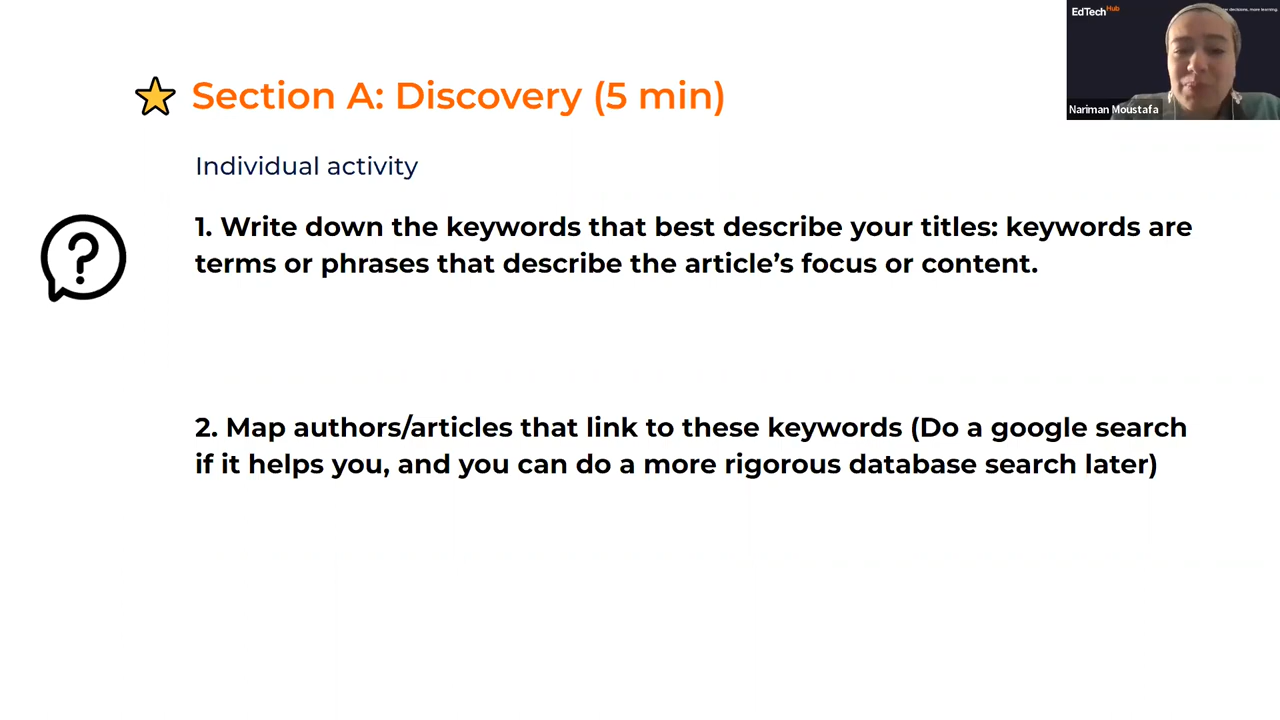 EdTech Hub
decisions, more learning.
Nariman Moustafa
Section A: Discovery (5 min)
Individual activity
1. Write down the keywords that best describe your titles: keywords are
terms or phrases that describe the article’s focus or content.
2. Map authors/articles that link to these keywords (Do a google search
if it helps you, and you can do a more rigorous database search later)